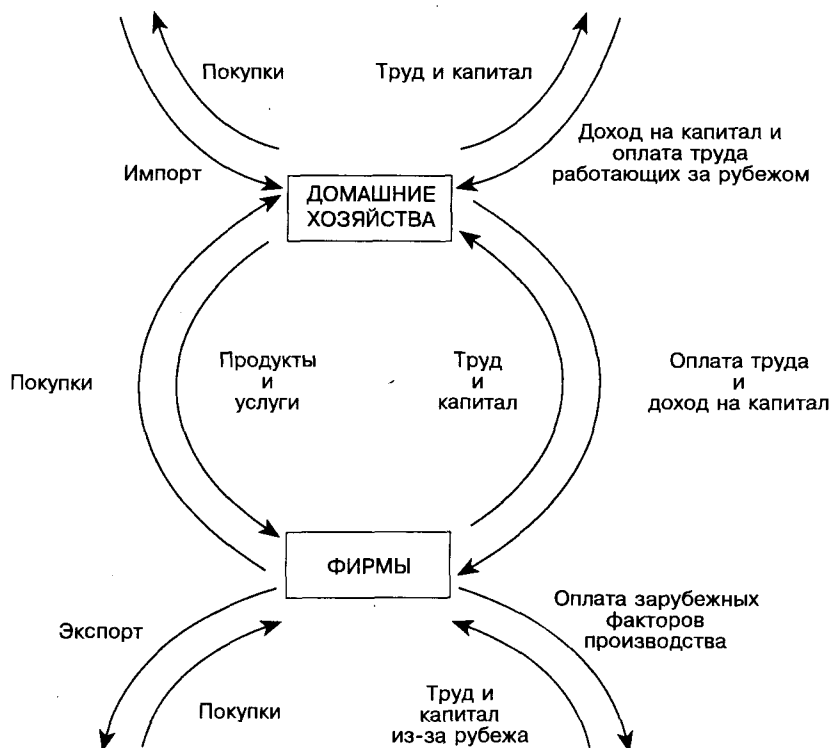 Покупки
Труд и капитал
Импорт
Доход на капитал и
оплата труда
работающих за рубежом
ДОМАШНИЕ
ХОЗЯЙСТВА
Покупки
Продукты
и
услуги
Труд
и
капитал
Оплата труда
и
доход на капитал
ФИРМЫ
Экспорт
Оплата зарубежных
факторов
производства
Покупки
Труд и
капитал
из-за рубежа